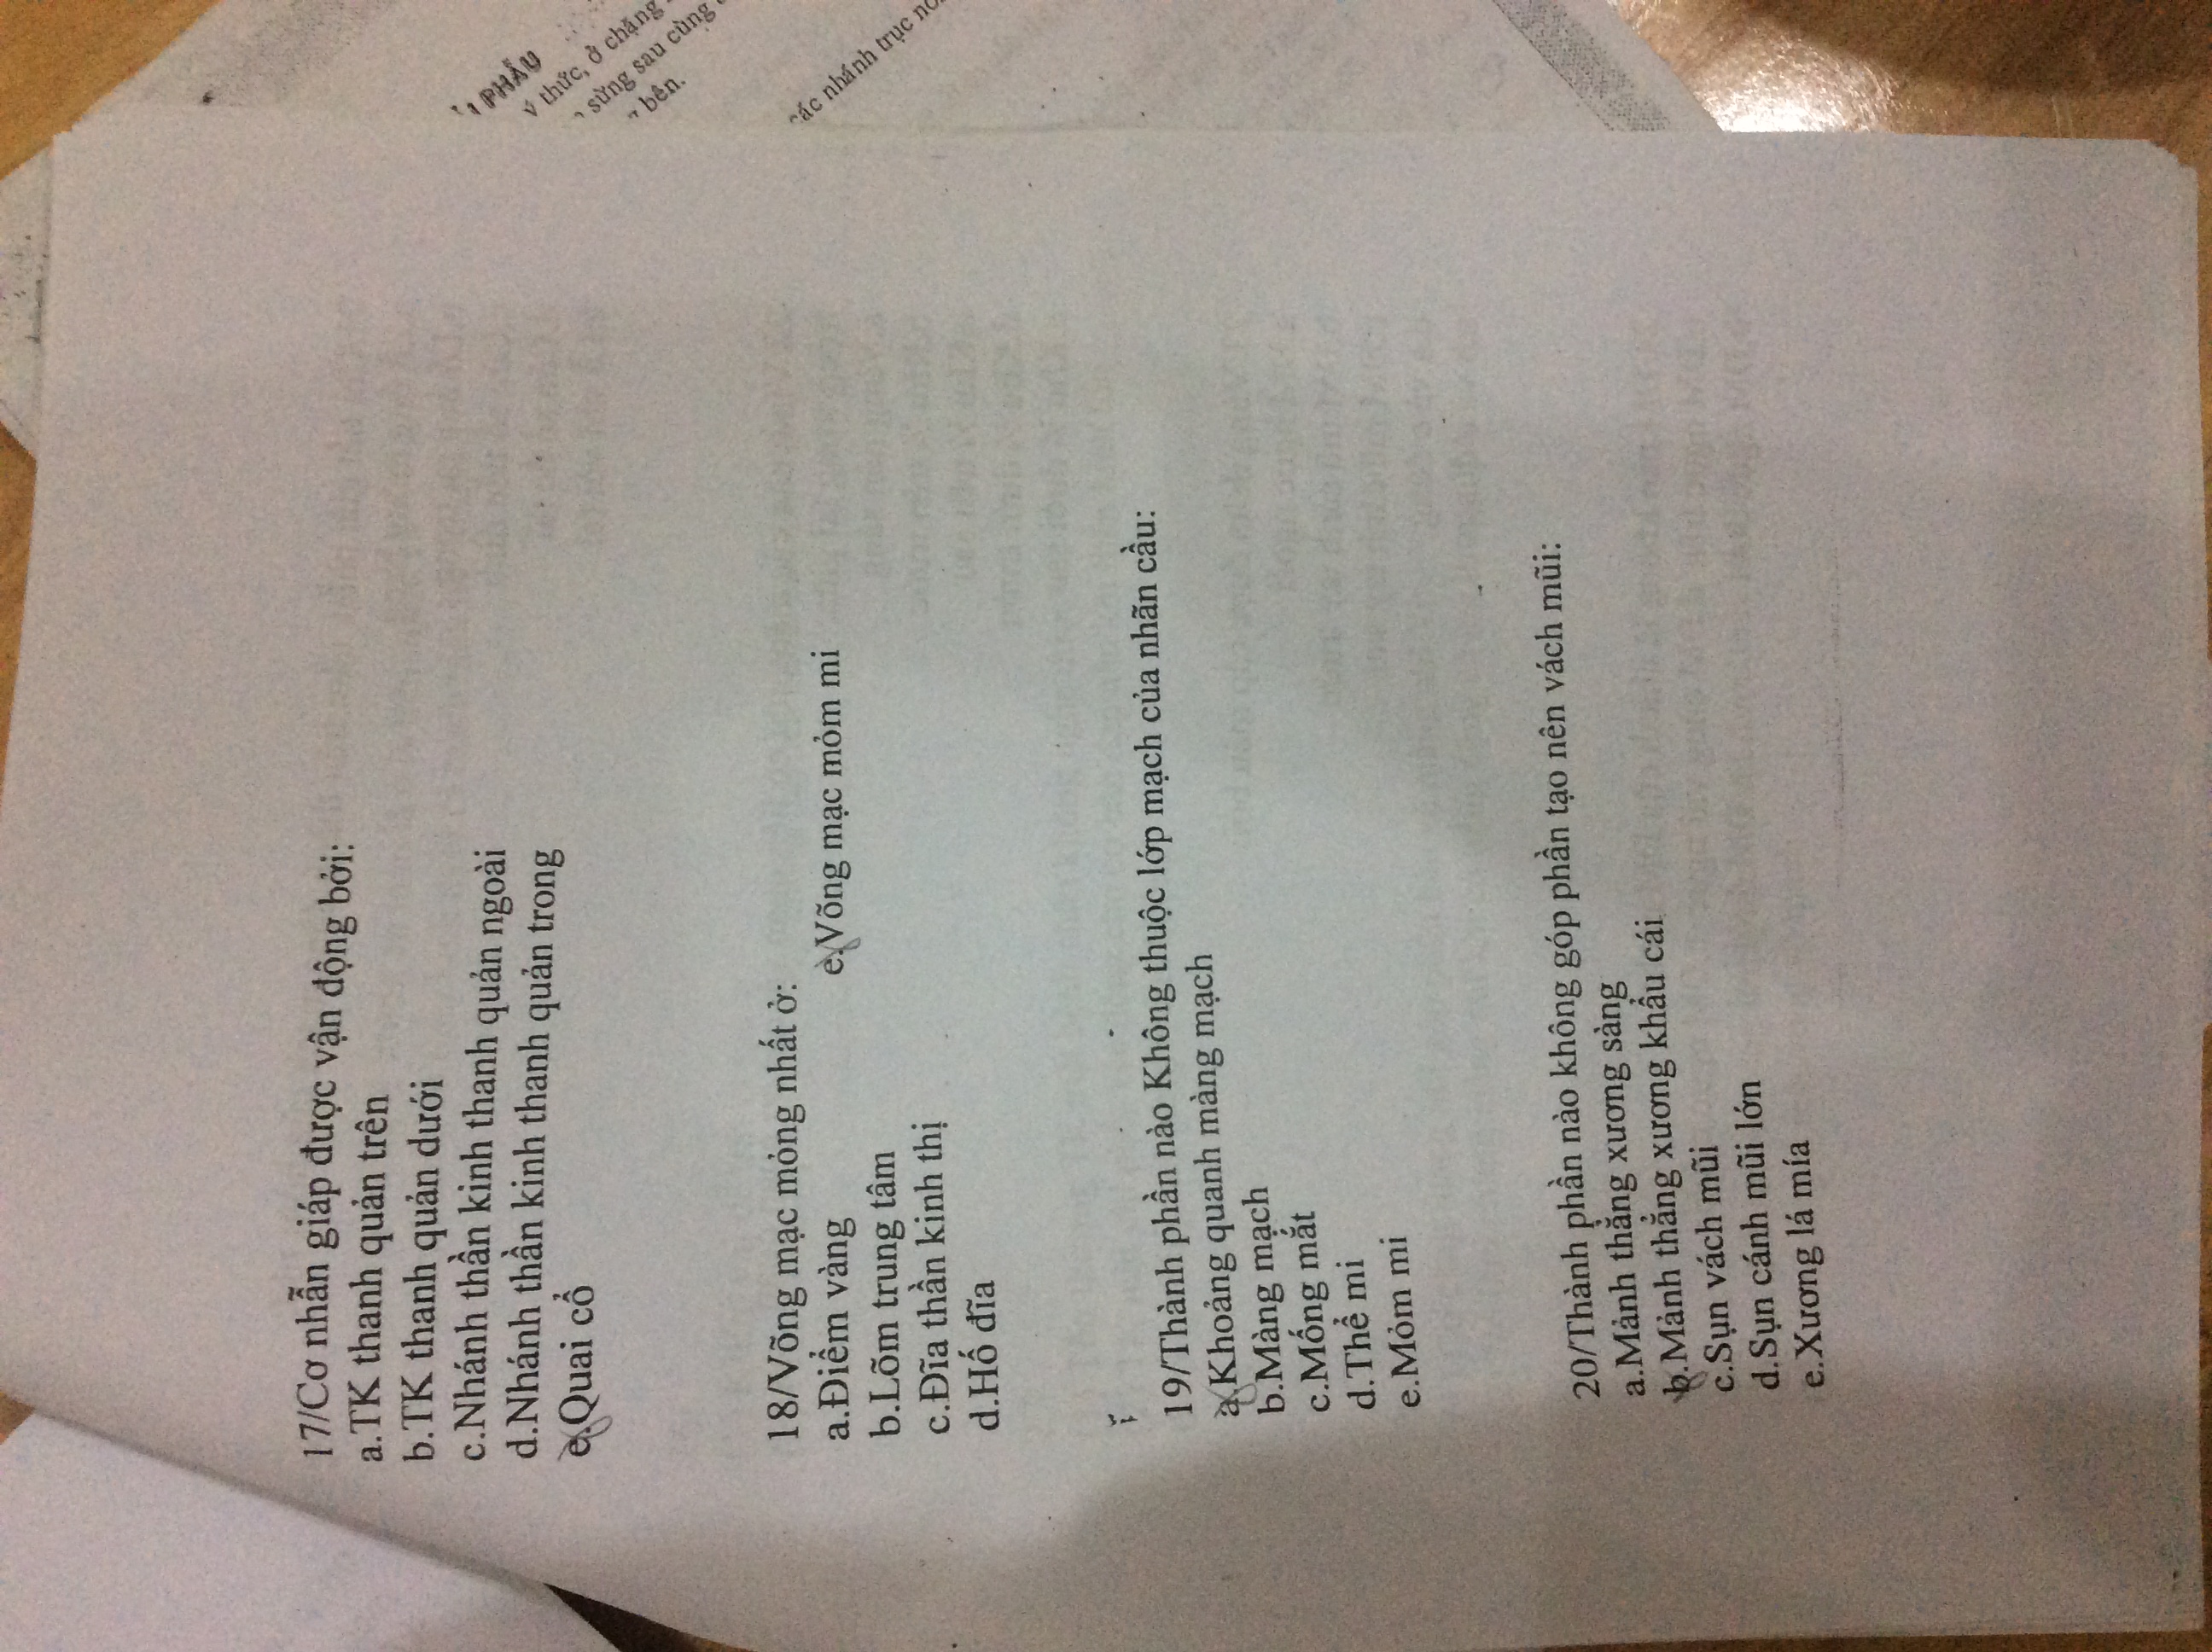 17/Cơ nhẫn giáp được vận động bởi:
a.TK thanh quản trên
b.TK thanh quản dưới
c.Nhánh thần kinh thanh quản ngoài
d.Nhánh thần kinh thanh quản trong
e.Quai cổ
18/Võng mạc mỏng nhất ở:
a.Điểm vàng
e.Võng mạc mỏm mi
b.Lõm trung tâm
c.Đĩa thần kinh thị
d.Hố đĩa
19/Thành phần nào Không thuộc lớp mạch của nhãn cầu:
a.Khoảng quanh màng mạch
b.Màng mạch
c.Mống mắt
d.Thể mi
e.Mỏm mi
20/Thành phần nào không góp phần tạo nên vách mũi:
a.Mảnh thẳng xương sàng
b.Mảnh thẳng xương khẩu cái
c.Sụn vách mũi
d.Sụn cánh mũi lớn
e.Xương lá mía
PHẪU
thức, ở chặng
sừng sau cùng
bên.
các nhánh trục